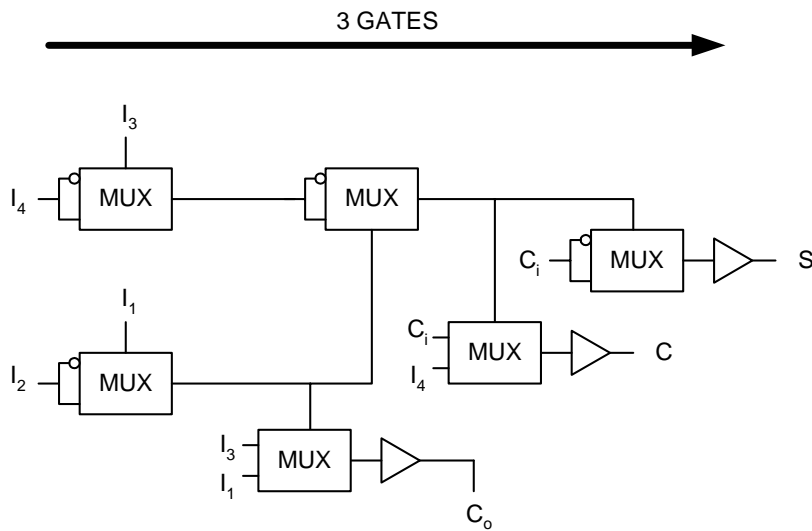 3 GATES
I₃
I₄
MUX
MUX
Cᵢ
MUX
S
I₁
Cᵢ
I₄
MUX
C
I₂
MUX
I₃
I₁
MUX
Cₒ